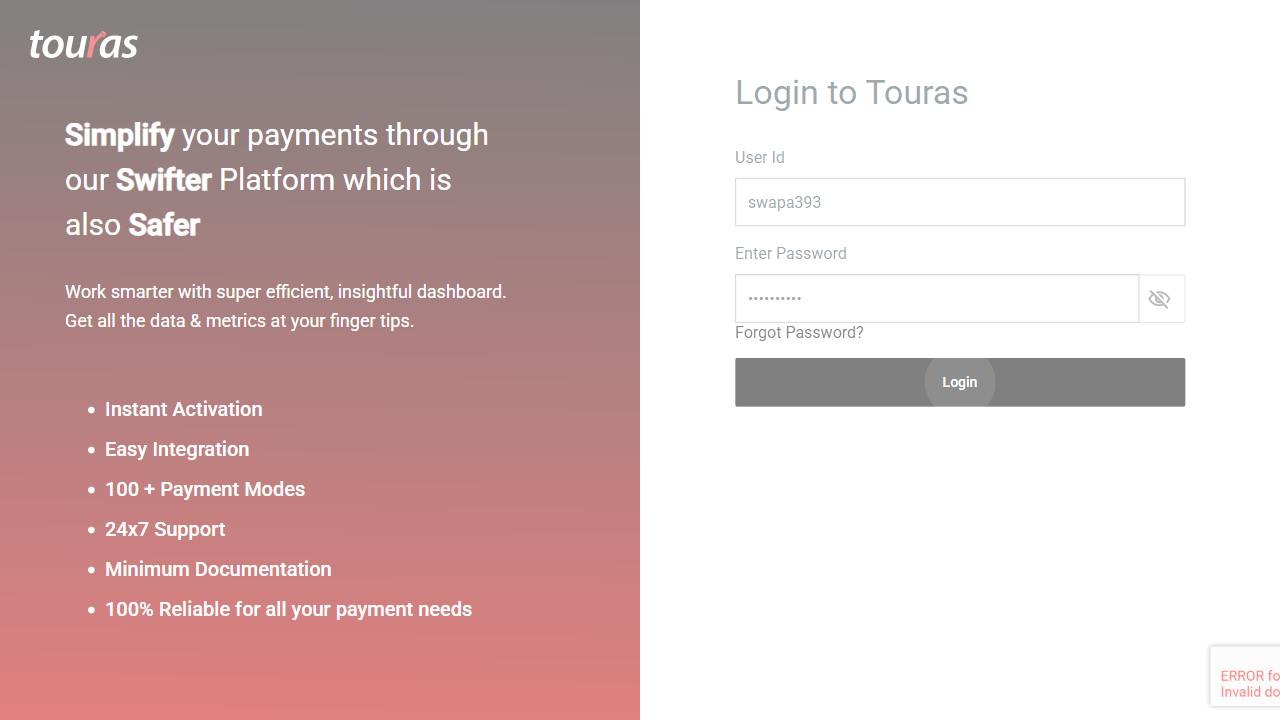 touras
Simplify your payments through
our Swifter Platform which is
also Safer
Work smarter with super efficient, insightful dashboard.
Get all the data & metrics at your finger tips.
• Instant Activation
• Easy Integration
• 100 + Payment Modes
• 24x7 Support
• Minimum Documentation
• 100% Reliable for all your payment needs
Login to Touras
User Id
swapa393
Enter Password
••••••••••
Forgot Password?
Login
ERROR fo
Invalid do